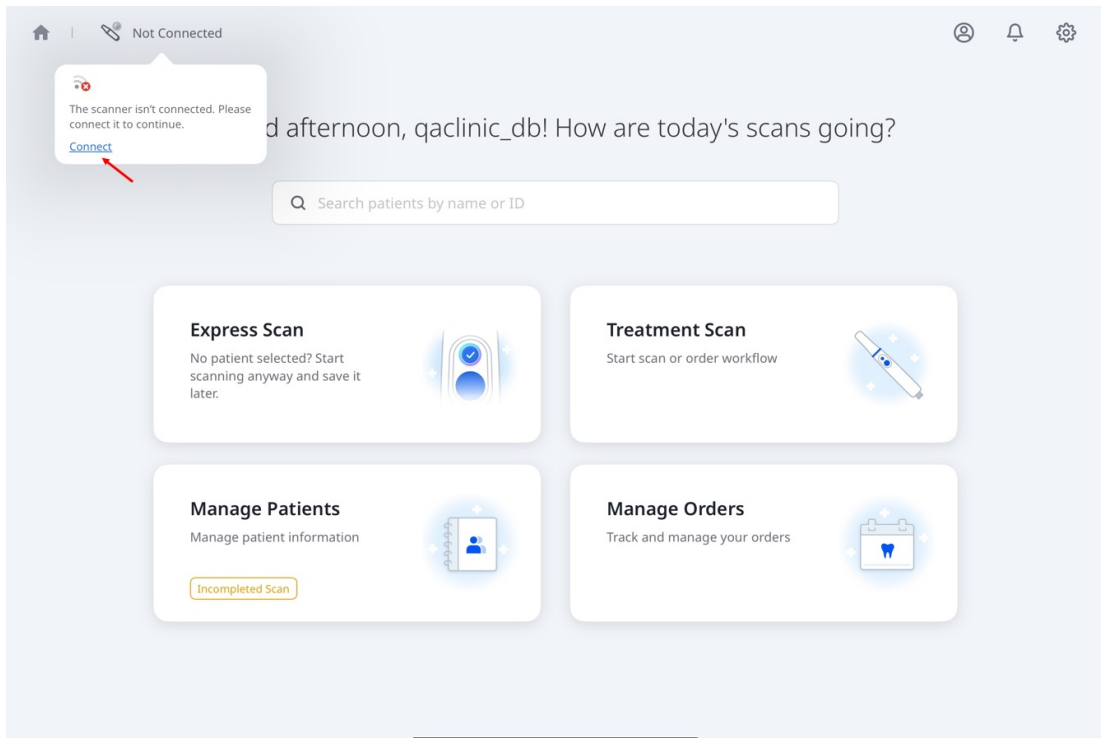 Not Connected
The scanner isn't connected. Please
connect it to continue.
Connect
d afternoon, qaclinic_db! How are today's scans going?
Search patients by name or ID
Express Scan
No patient selected? Start
scanning anyway and save it
later.
Treatment Scan
Start scan or order workflow
Manage Patients
Manage patient information
Incompleted Scan
Manage Orders
Track and manage your orders